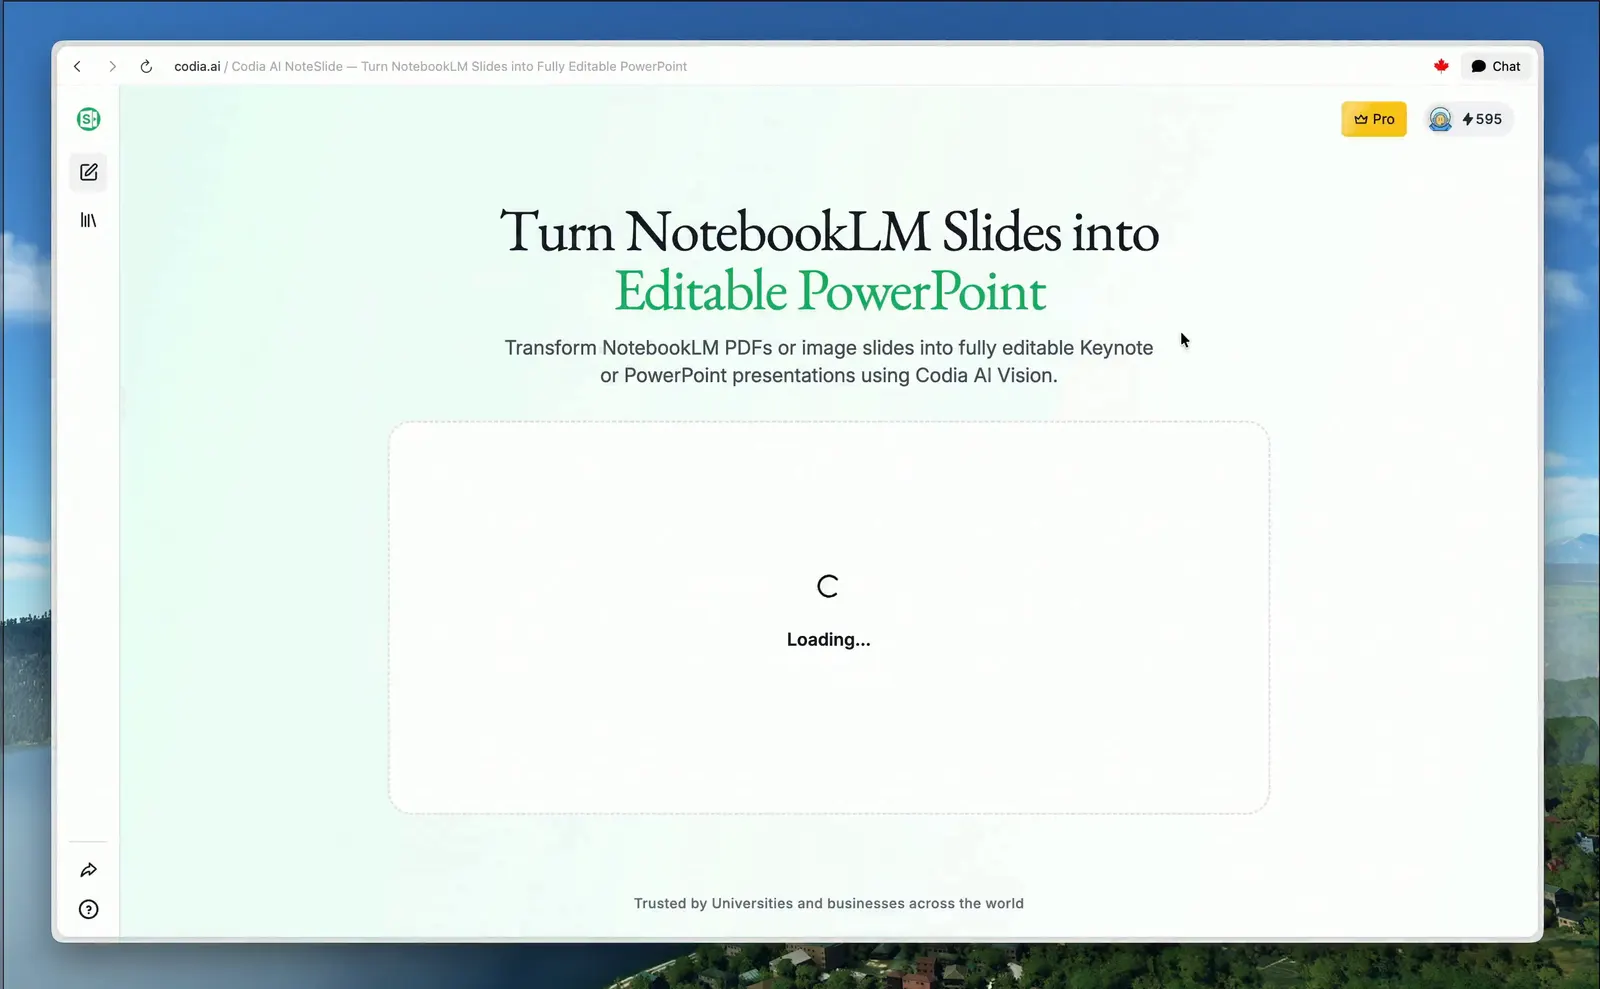 codia.ai / Codia AI NoteSlide — Turn NotebookLM Slides into Fully Editable PowerPoint
Chat
S
Pro
595
Turn NotebookLM Slides into
Editable PowerPoint
Transform NotebookLM PDFs or image slides into fully editable Keynote
or PowerPoint presentations using Codia AI Vision.
Loading...
Trusted by Universities and businesses across the world